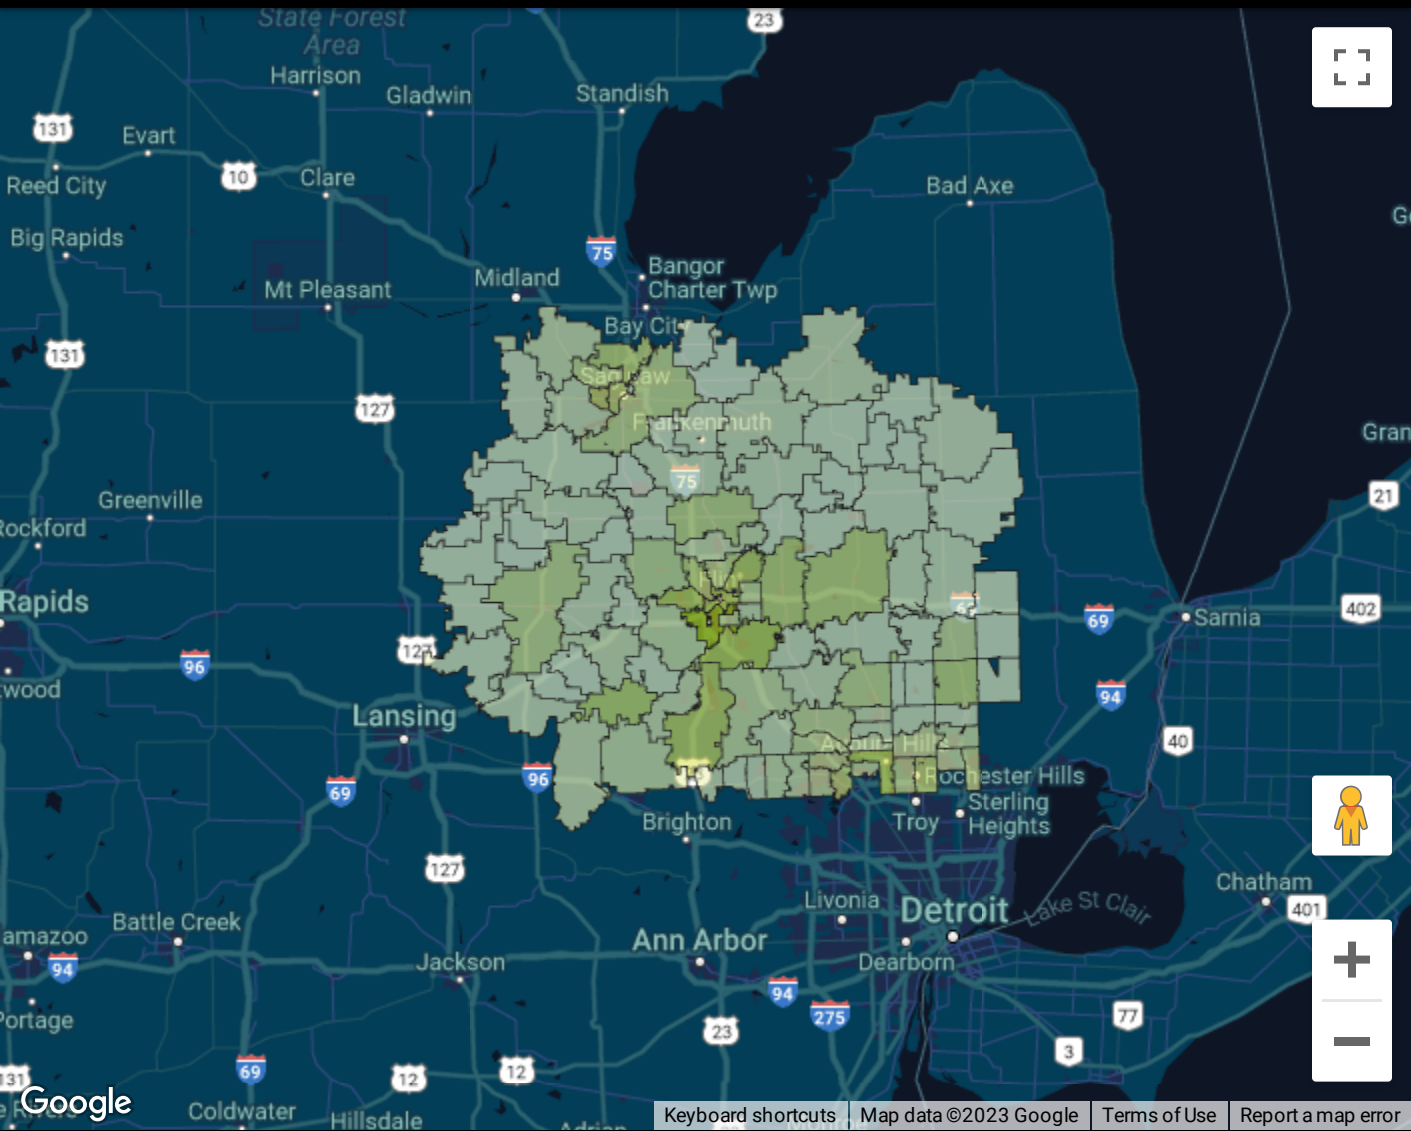 State Forest
Area
23
Harrison
Gladwin
Standish
131
Evart
10
Clare
Reed City
Bad Axe
Big Rapids
75
Bangor
Charter Twp
Midland
Mt Pleasant
Bay City
131
Saginaw
127
Frankenmuth
75
Greenville
21
Rockford
Flint
Rapids
69
402
Sarnia
127
96
94
Lansing
40
Auburn Hills
96
69
Rochester Hills
Sterling
Heights
Brighton
Troy
127
Chatham
401
Livonia
Detroit
Lake St Clair
Battle Creek
Ann Arbor
Jackson
Dearborn
94
94
275
77
23
3
Portage
69
12
12
131
Google
Coldwater
Hillsdale
Adrian
Keyboard shortcuts
Map data ©2023 Google
Terms of Use
Report a map error